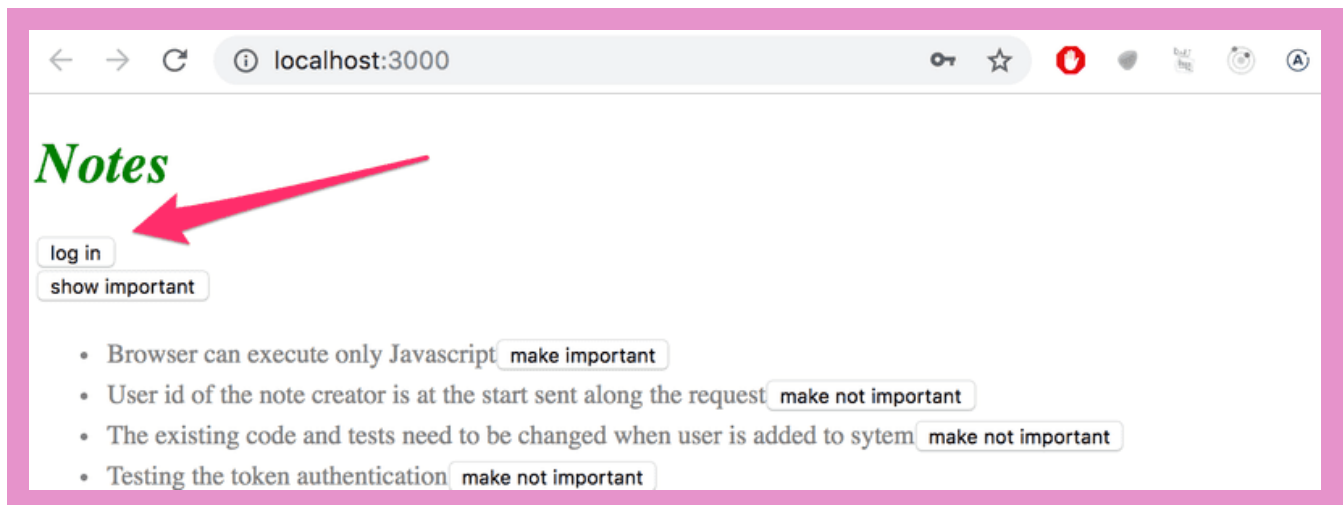 localhost:3000
Notes
log in
show important
• Browser can execute only Javascript make important
• User id of the note creator is at the start sent along the request make not important
• The existing code and tests need to be changed when user is added to sytem make not important
• Testing the token authentication make not important